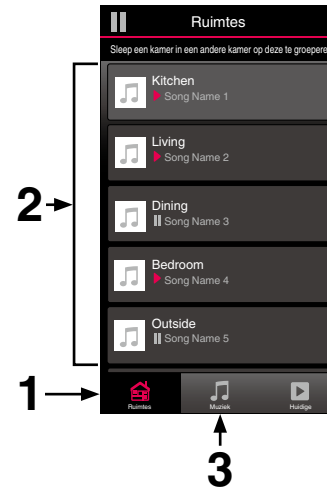 Ruimtes
Sleep een kamer in een andere kamer op deze te groepere
Kitchen
Song Name 1
Living
Song Name 2
2
Dining
Song Name 3
Bedroom
Song Name 4
Outside
Song Name 5
1
Ruimtes
Muziek
Huidige
3